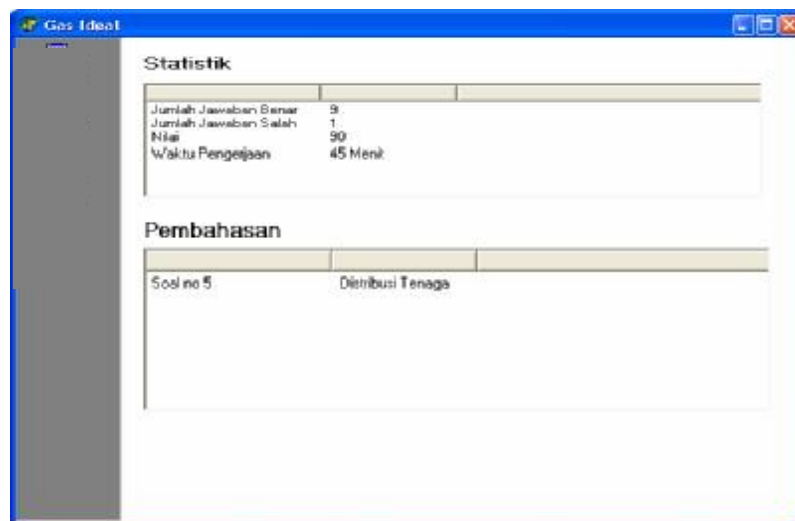 Gas Ideal
Statistik
Jumlah Jawaban Benar 9
Jumlah Jawaban Salah 1
Nilai 90
Waktu Pengerjaan 45 Menit
Pembahasan
Soal no 5 Distribusi Tenaga